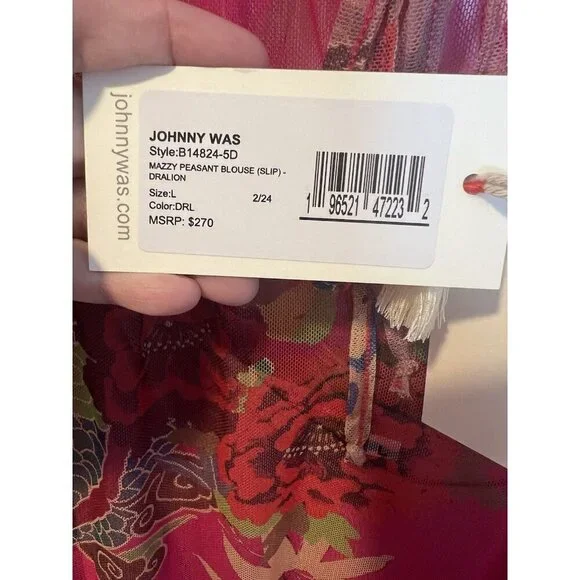 johnnywas.com
JOHNNY WAS
Style:B14824-5D
MAZZY PEASANT BLOUSE (SLIP) -
DRALION
Size:L 2/24
Color:DRL
MSRP: $270
1 96521 47223 2